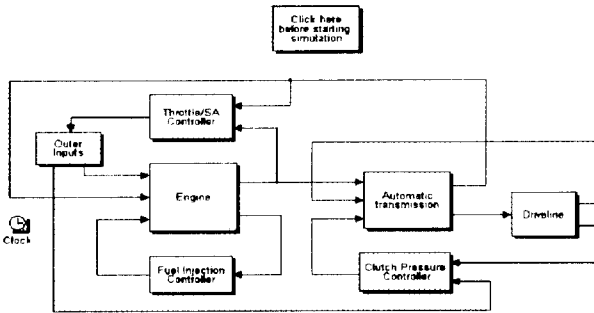 Click here
before starting
simulation
Throttle/SA
Controller
Outer
Inputs
Engine
Automatic
transmission
Driveline
Clock
Fuel Injection
Controller
Clutch Pressure
Controller